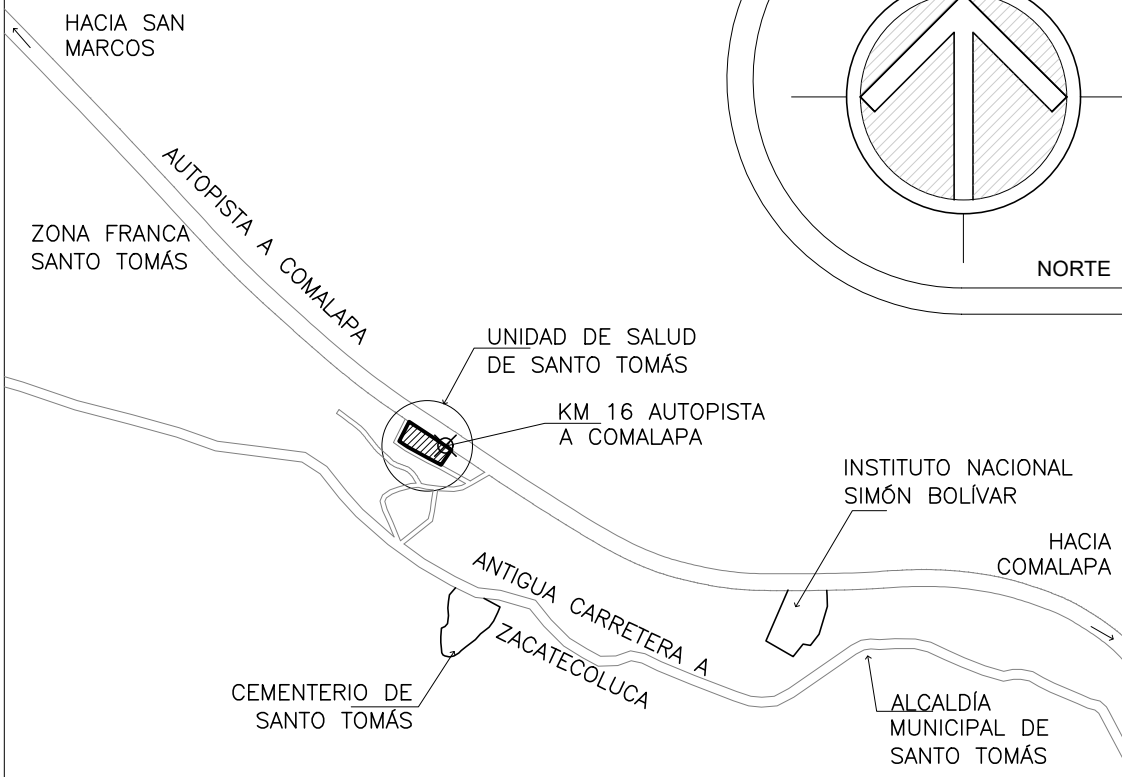 HACIA SAN
MARCOS
AUTOPISTA A COMALAPA
ZONA FRANCA
SANTO TOMÁS
NORTE
UNIDAD DE SALUD
DE SANTO TOMÁS
KM 16 AUTOPISTA
A COMALAPA
INSTITUTO NACIONAL
SIMÓN BOLÍVAR
HACIA
COMALAPA
ANTIGUA CARRETERA A
ZACATECOLUCA
CEMENTERIO DE
SANTO TOMÁS
ALCALDÍA
MUNICIPAL DE
SANTO TOMÁS